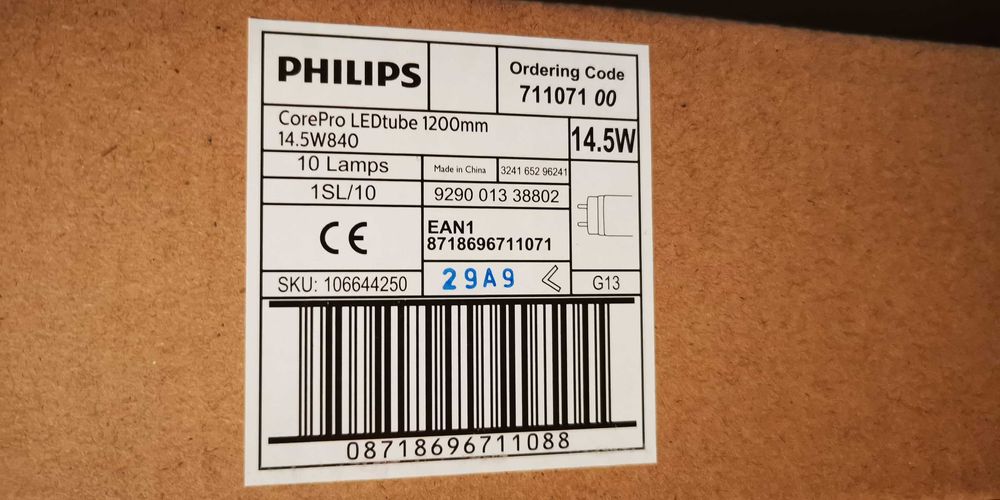 PHILIPS
Ordering Code
711071 00
CorePro LEDtube 1200mm
14.5W840
14.5W
10 Lamps
Made in China
3241 652 96241
1SL/10
9290 013 38802
CE
EAN1
8718696711071
SKU: 106644250
29A9
G13
08718696711088